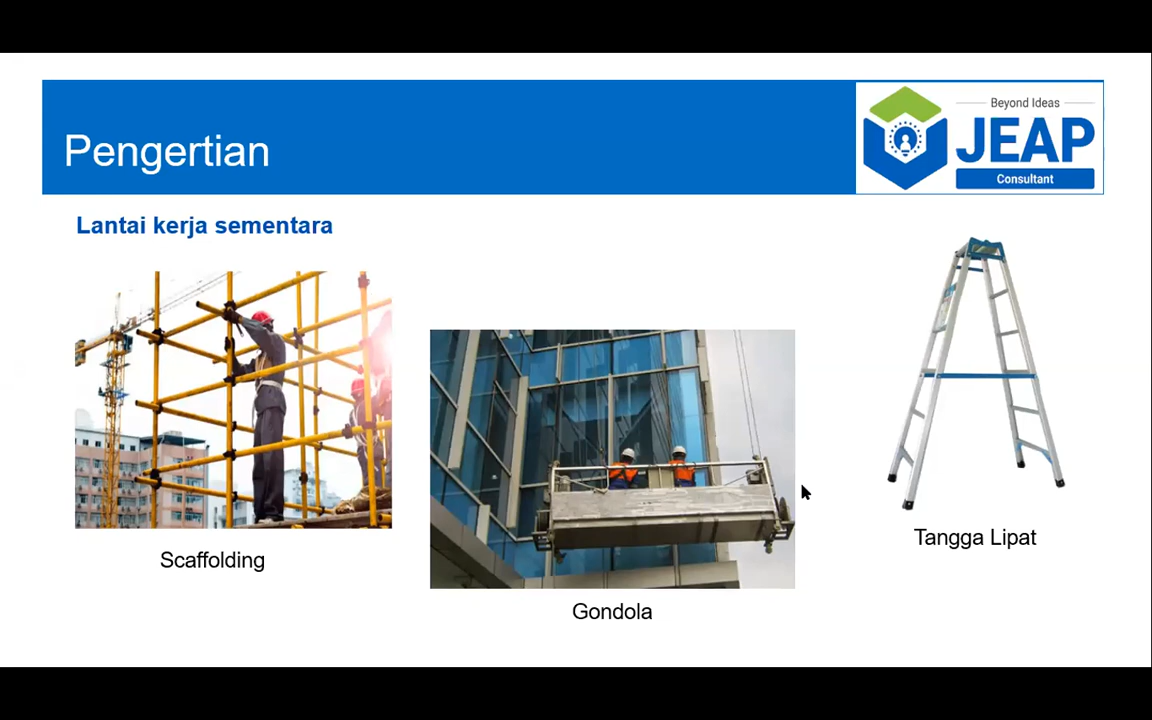 Pengertian
Beyond Ideas
JEAP
Consultant
Lantai kerja sementara
Scaffolding
Gondola
Tangga Lipat